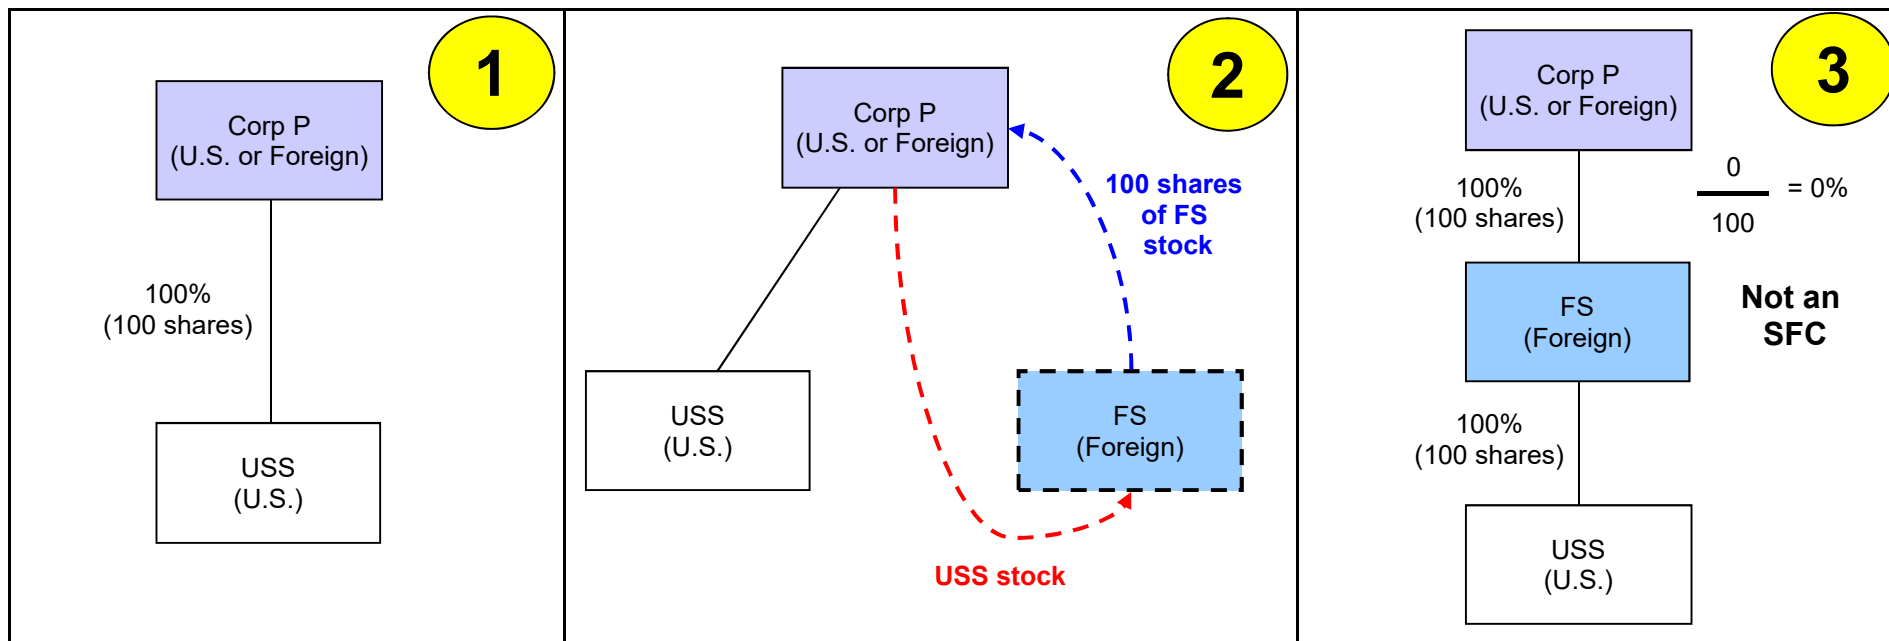 1
Corp P
(U.S. or Foreign)
100%
(100 shares)
USS
(U.S.)
2
Corp P
(U.S. or Foreign)
100 shares
of FS
stock
USS
(U.S.)
FS
(Foreign)
USS stock
3
Corp P
(U.S. or Foreign)
100%
(100 shares)
0
= 0%
100
FS
(Foreign)
Not an
SFC
100%
(100 shares)
USS
(U.S.)